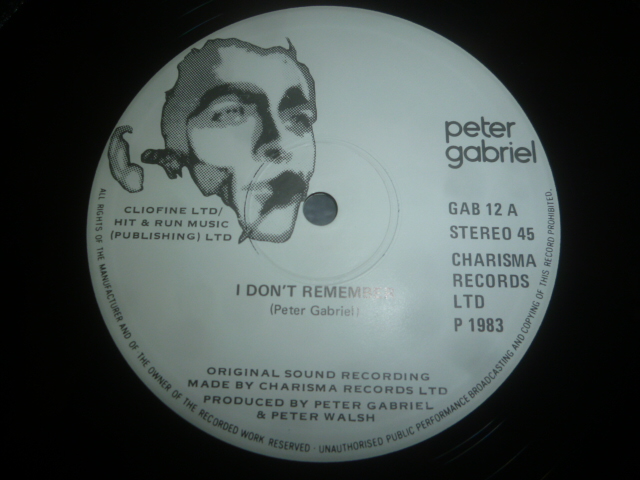 peter
gabriel
GAB 12 A
STEREO 45
CHARISMA
RECORDS
LTD
P 1983
CLIOFINE LTD/
HIT & RUN MUSIC
(PUBLISHING) LTD
I DON'T REMEMBER
(Peter Gabriel)
ORIGINAL SOUND RECORDING
MADE BY CHARISMA RECORDS LTD
PRODUCED BY PETER GABRIEL
& PETER WALSH
ALL RIGHTS OF THE MANUFACTURER AND OF THE OWNER OF THE RECORDED WORK RESERVED · UNAUTHORISED PUBLIC PERFORMANCE BROADCASTING AND COPYING OF THIS RECORD PROHIBITED.